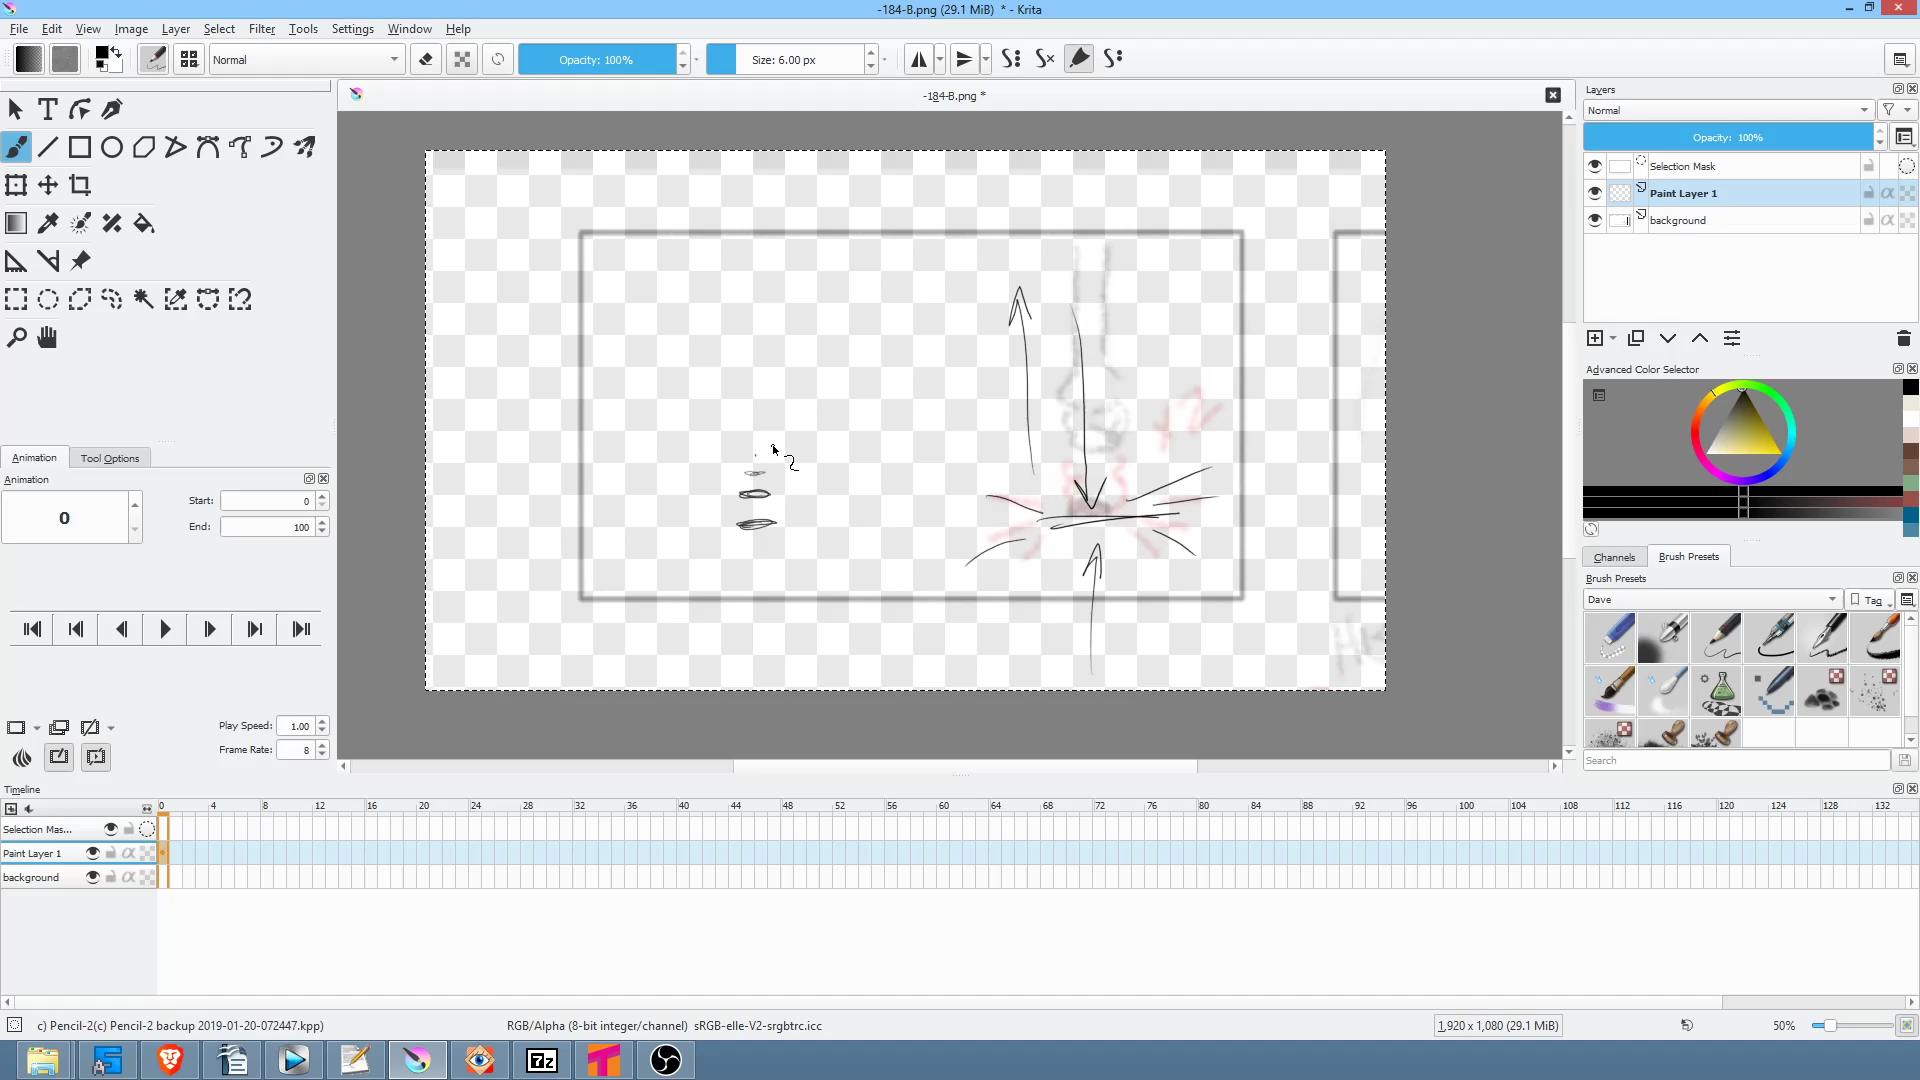 -184-B.png (29.1 MiB) * - Krita
File Edit View Image Layer Select Filter Tools Settings Window Help
Normal
Opacity: 100%
Size: 6.00 px
-184-B.png *
Layers
Normal
Opacity: 100%
Selection Mask
Paint Layer 1
background
Advanced Color Selector
x2
Animation Tool Options
Animation
0
Start: 0
End: 100
Channels Brush Presets
Brush Presets
Dave
Tag
Play Speed: 1.00
Frame Rate: 8
Search
Timeline
0 4 8 12 16 20 24 28 32 36 40 44 48 52 56 60 64 68 72 76 80 84 88 92 96 100 104 108 112 116 120 124 128 132
Selection Mas...
Paint Layer 1
background
c) Pencil-2(c) Pencil-2 backup 2019-01-20-072447.kpp)
RGB/Alpha (8-bit integer/channel) sRGB-elle-V2-srgbtrc.icc
1,920 x 1,080 (29.1 MiB)
50%
7z